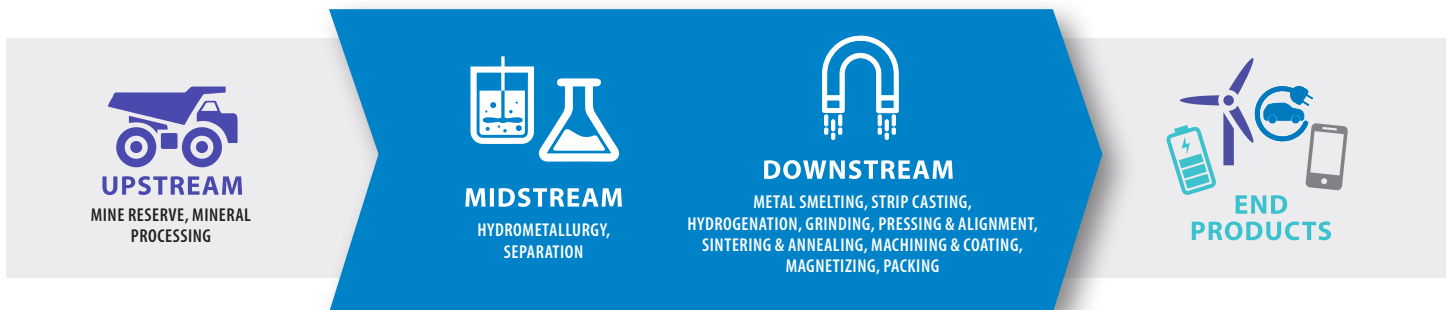 UPSTREAM
MINE RESERVE, MINERAL
PROCESSING
MIDSTREAM
HYDROMETALLURGY,
SEPARATION
DOWNSTREAM
METAL SMELTING, STRIP CASTING,
HYDROGENATION, GRINDING, PRESSING & ALIGNMENT,
SINTERING & ANNEALING, MACHINING & COATING,
MAGNETIZING, PACKING
END
PRODUCTS